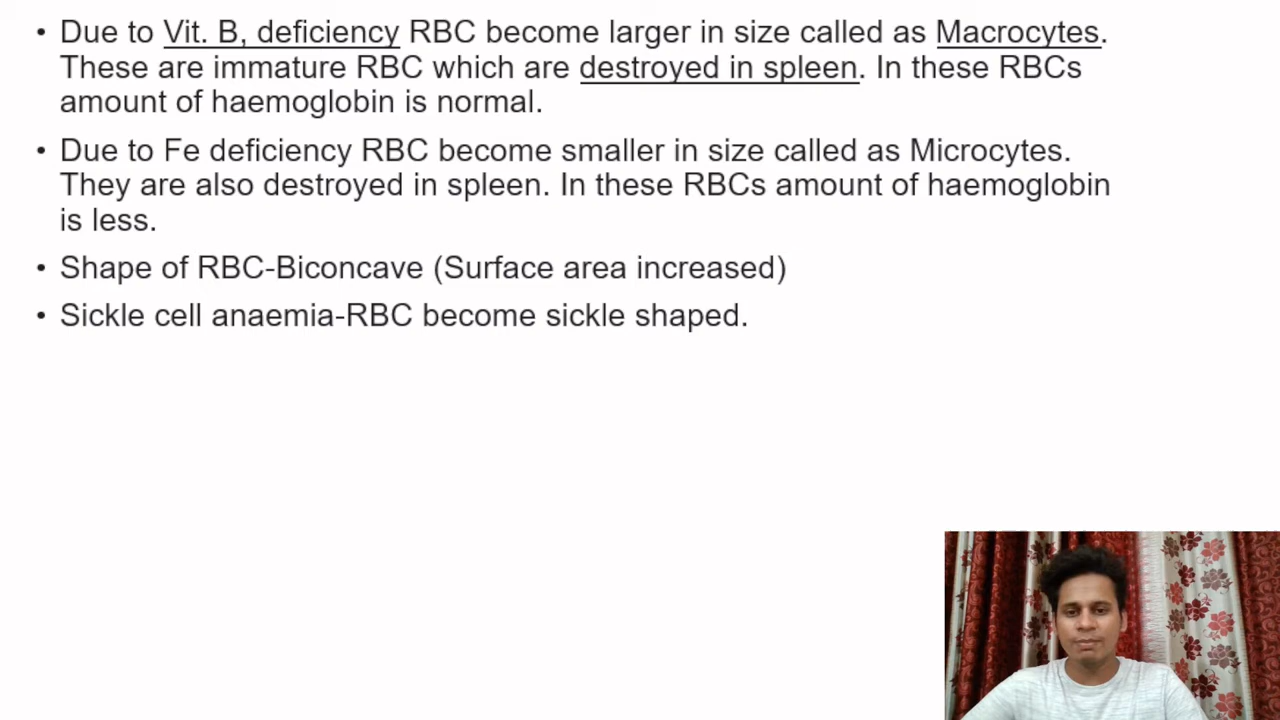 • Due to Vit. B, deficiency RBC become larger in size called as Macrocytes.
These are immature RBC which are destroyed in spleen. In these RBCs
amount of haemoglobin is normal.
• Due to Fe deficiency RBC become smaller in size called as Microcytes.
They are also destroyed in spleen. In these RBCs amount of haemoglobin
is less.
• Shape of RBC-Biconcave (Surface area increased)
• Sickle cell anaemia-RBC become sickle shaped.